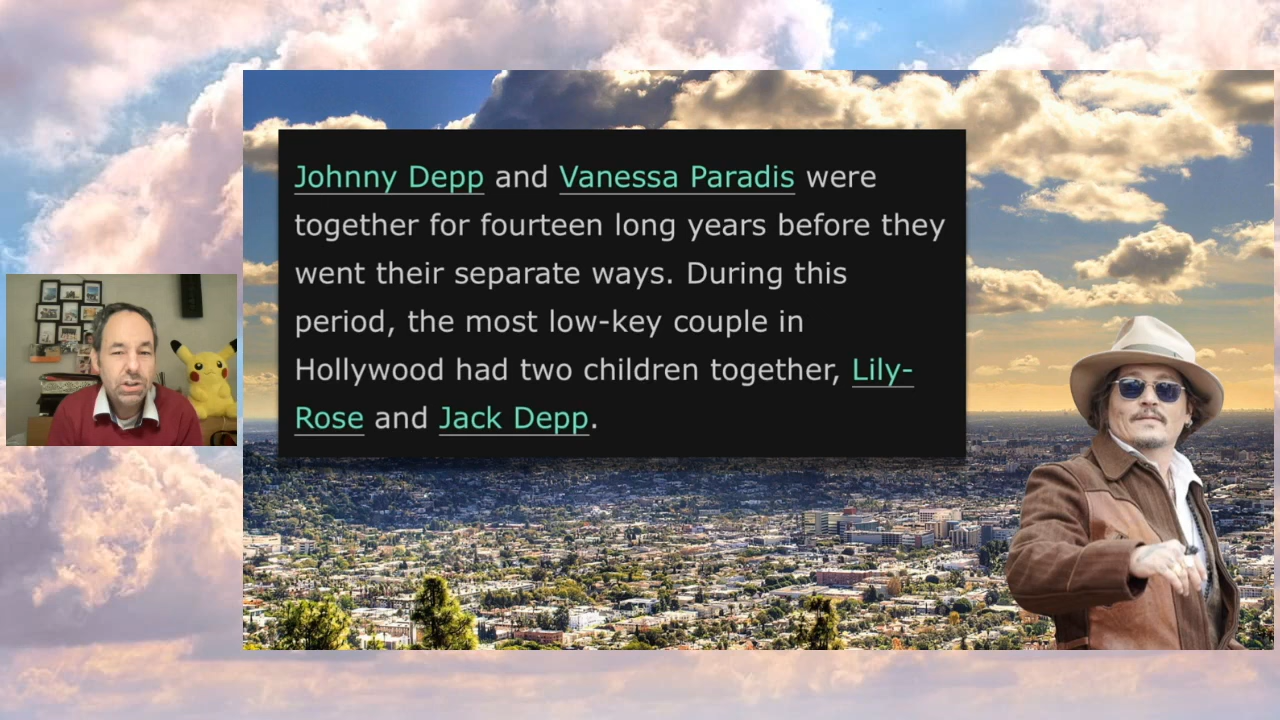 Johnny Depp and Vanessa Paradis were
together for fourteen long years before they
went their separate ways. During this
period, the most low-key couple in
Hollywood had two children together, Lily-
Rose and Jack Depp.